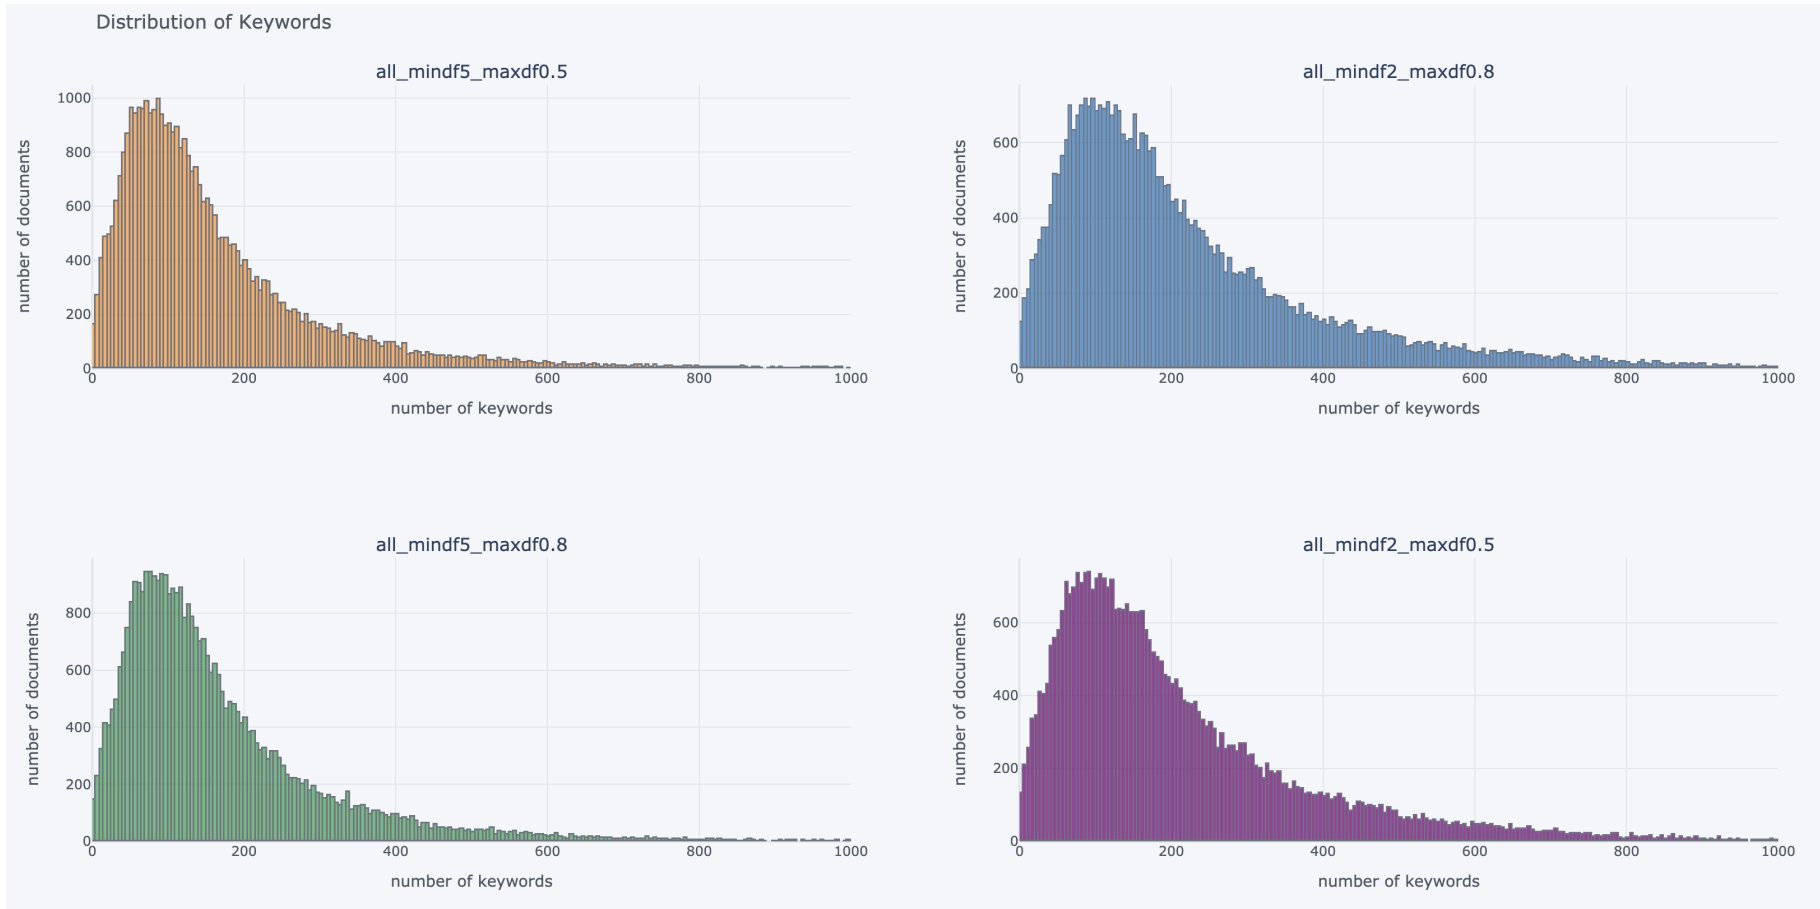 Distribution of Keywords
all_mindf5_maxdf0.5
number of documents
1000
800
600
400
200
0
0 200 400 600 800 1000
number of keywords
all_mindf2_maxdf0.8
number of documents
600
400
200
0
0 200 400 600 800 1000
number of keywords
all_mindf5_maxdf0.8
number of documents
800
600
400
200
0
0 200 400 600 800 1000
number of keywords
all_mindf2_maxdf0.5
number of documents
600
400
200
0
0 200 400 600 800 1000
number of keywords